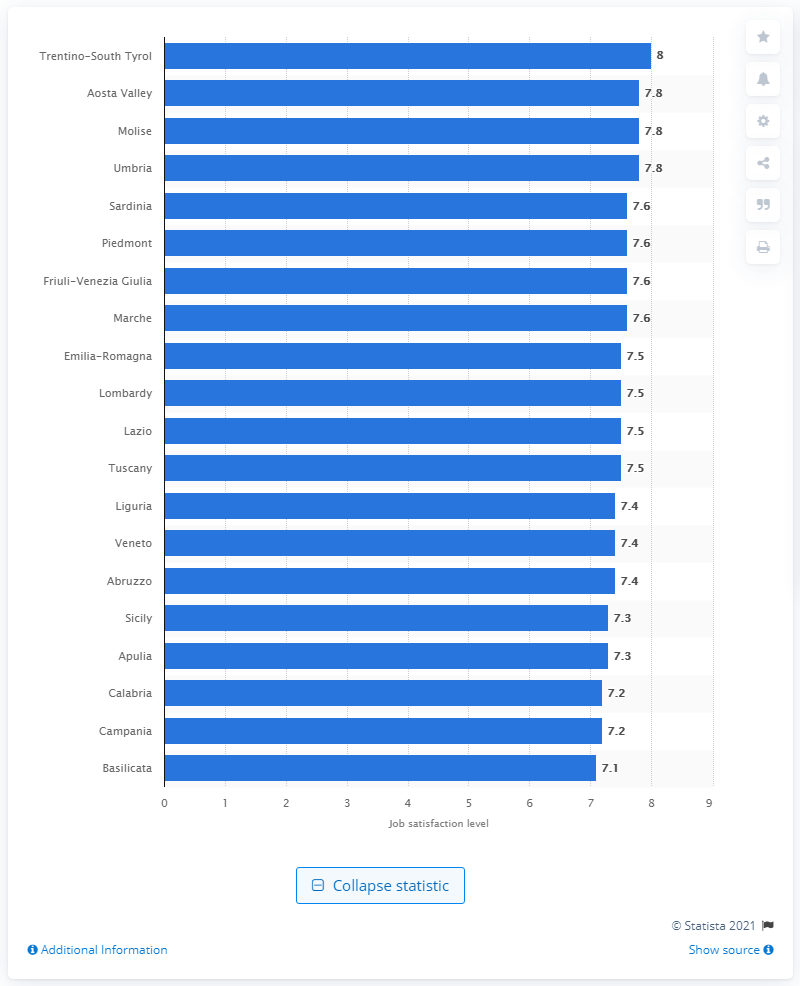 Trentino-South Tyrol 8
Aosta Valley 7.8
Molise 7.8
Umbria 7.8
Sardinia 7.6
Piedmont 7.6
Friuli-Venezia Giulia 7.6
Marche 7.6
Emilia-Romagna 7.5
Lombardy 7.5
Lazio 7.5
Tuscany 7.5
Liguria 7.4
Veneto 7.4
Abruzzo 7.4
Sicily 7.3
Apulia 7.3
Calabria 7.2
Campania 7.2
Basilicata 7.1
0 1 2 3 4 5 6 7 8 9
Job satisfaction level
Collapse statistic
© Statista 2021
Additional Information Show source